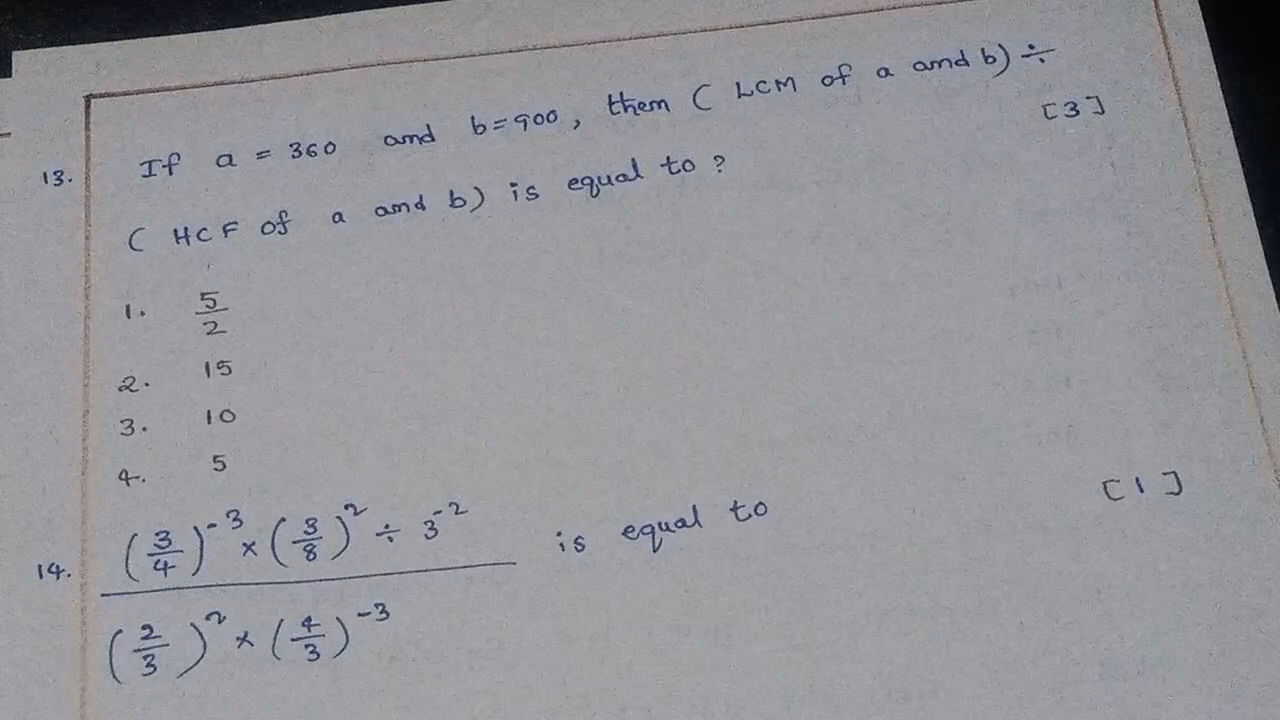 13. If a = 360 and b=900, then ( LCM of a and b) ÷
[3]
( HCF of a and b) is equal to ?
1. 5/2
2. 15
3. 10
4. 5
14. (3/4)^-3 × (3/8)^2 ÷ 3^-2 / (2/3)^2 × (4/3)^-3 is equal to [1]